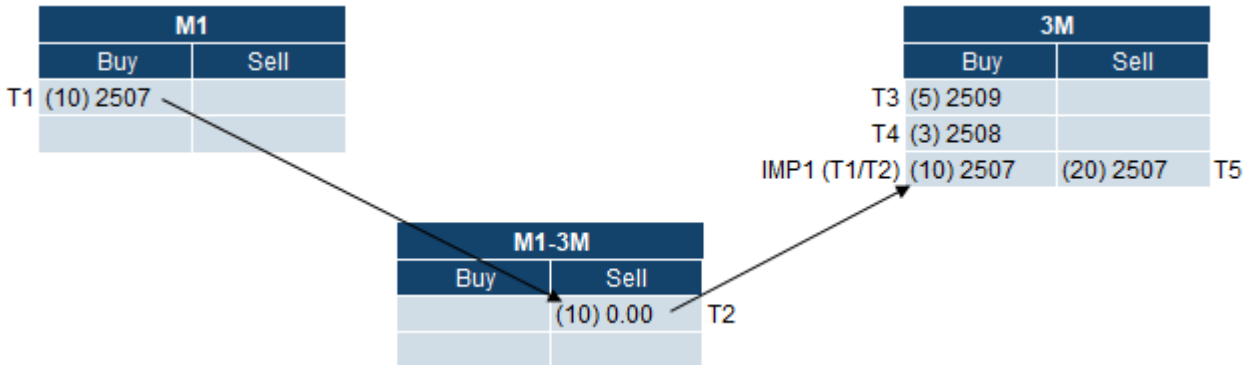 M1
Buy Sell
T1 (10) 2507
3M
Buy Sell
T3 (5) 2509
T4 (3) 2508
IMP1 (T1/T2) (10) 2507 (20) 2507 T5
M1-3M
Buy Sell
(10) 0.00 T2